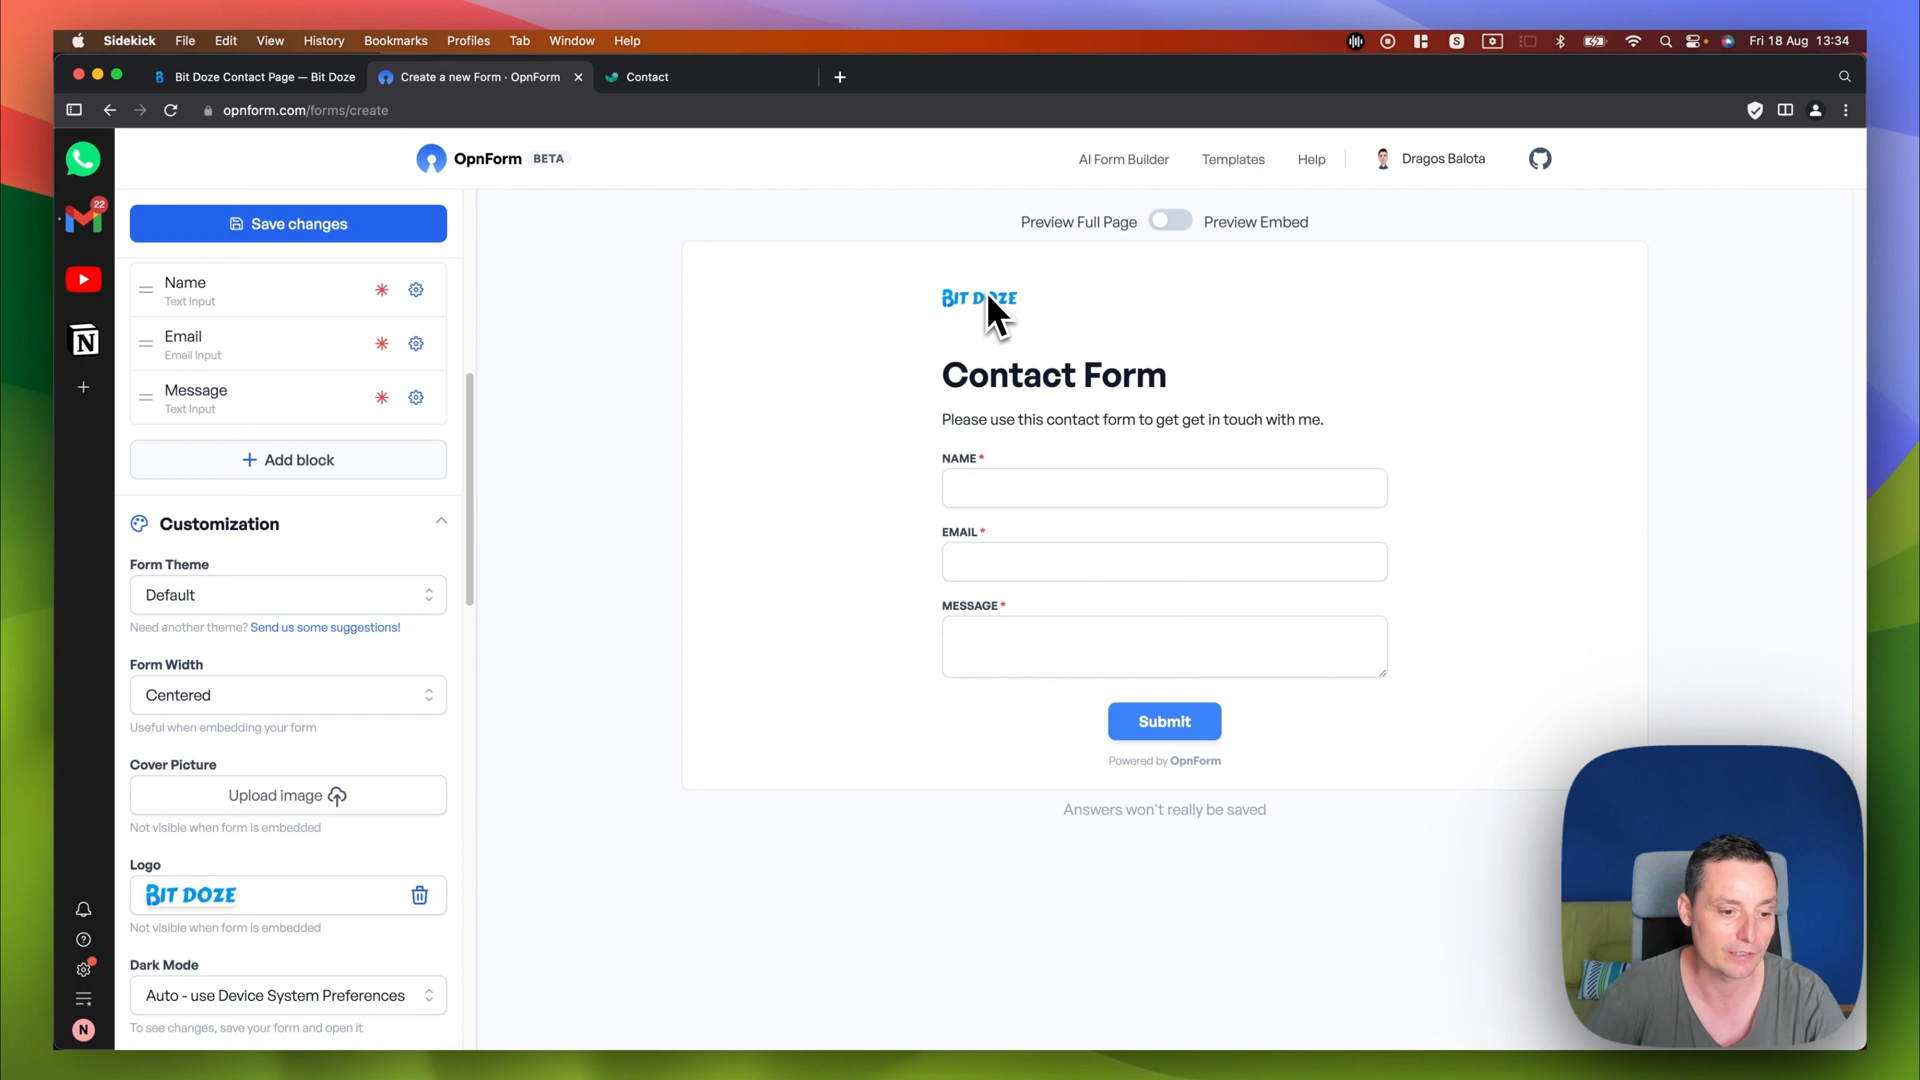 Sidekick File Edit View History Bookmarks Profiles Tab Window Help
S
Fri 18 Aug 13:34
B Bit Doze Contact Page — Bit Doze
Create a new Form · OpnForm
Contact
opnform.com/forms/create
22
N
N
OpnForm BETA
AI Form Builder Templates Help Dragos Balota
Save changes
Name
Text Input
Email
Email Input
Message
Text Input
Add block
Customization
Form Theme
Default
Need another theme? Send us some suggestions!
Form Width
Centered
Useful when embedding your form
Cover Picture
Upload image
Not visible when form is embedded
Logo
BIT DOZE
Not visible when form is embedded
Dark Mode
Auto - use Device System Preferences
To see changes, save your form and open it
Preview Full Page Preview Embed
BIT DOZE
Contact Form
Please use this contact form to get get in touch with me.
NAME *
EMAIL *
MESSAGE *
Submit
Powered by OpnForm
Answers won't really be saved